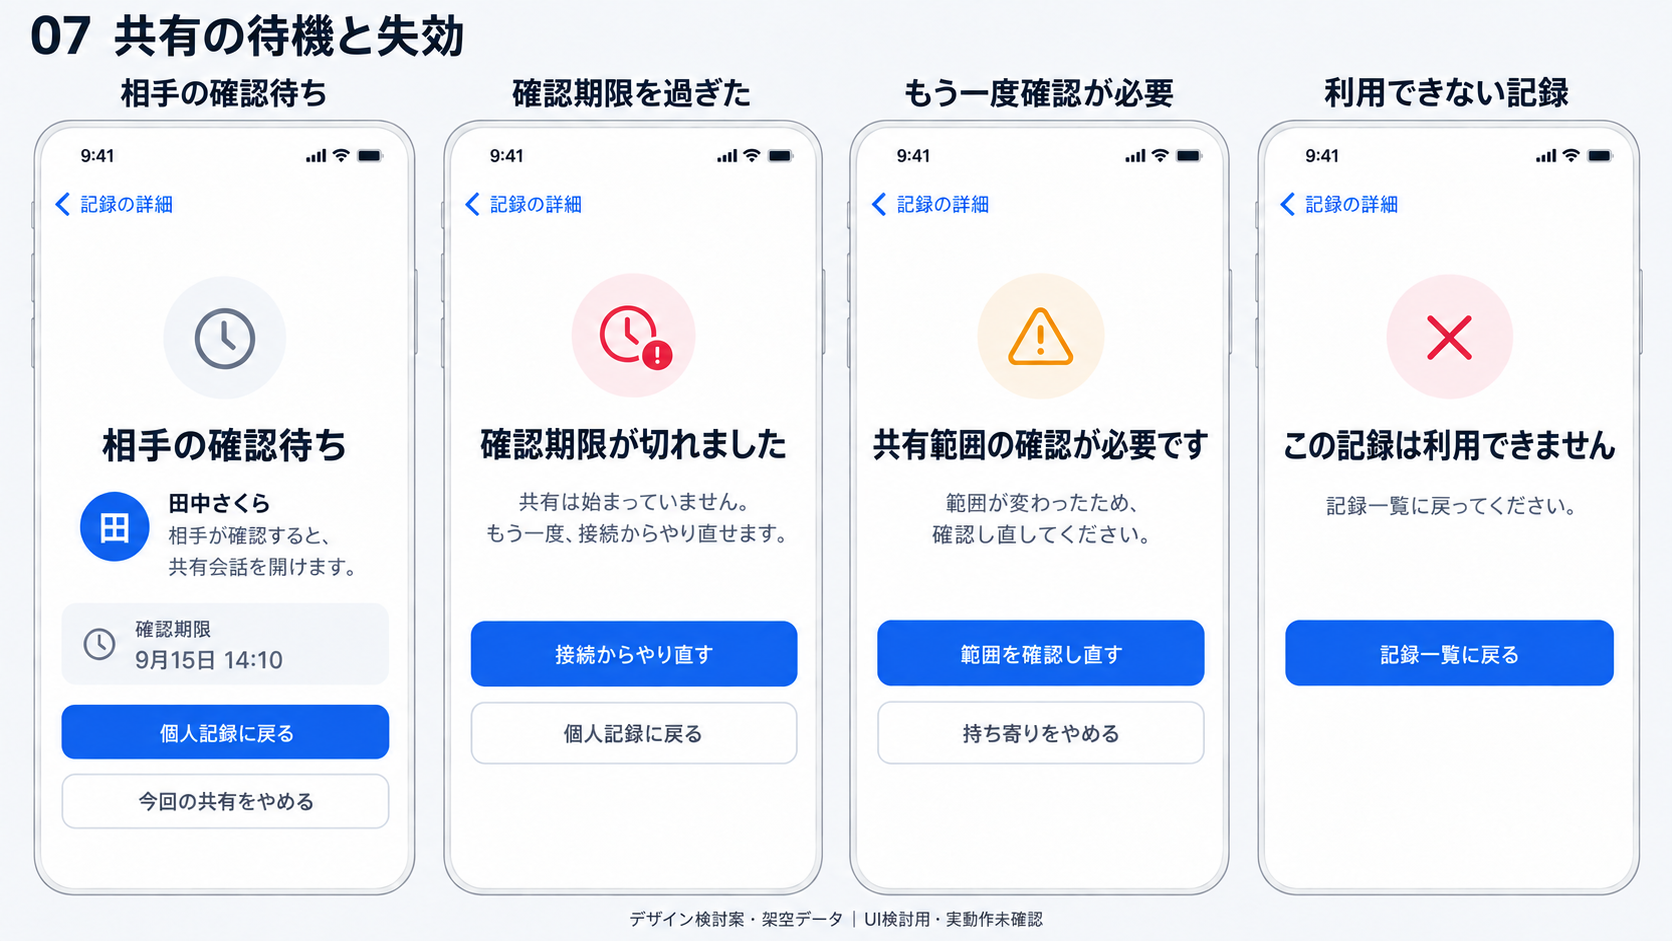 07 共有の待機と失効
相手の確認待ち
9:41
記録の詳細
相手の確認待ち
田
田中さくら
相手が確認すると、
共有会話を開けます。
確認期限
9月15日 14:10
個人記録に戻る
今回の共有をやめる
確認期限を過ぎた
9:41
記録の詳細
確認期限が切れました
共有は始まっていません。
もう一度、接続からやり直せます。
接続からやり直す
個人記録に戻る
もう一度確認が必要
9:41
記録の詳細
共有範囲の確認が必要です
範囲が変わったため、
確認し直してください。
範囲を確認し直す
持ち寄りをやめる
利用できない記録
9:41
記録の詳細
この記録は利用できません
記録一覧に戻ってください。
記録一覧に戻る
デザイン検討案・架空データ｜UI検討用・実動作未確認